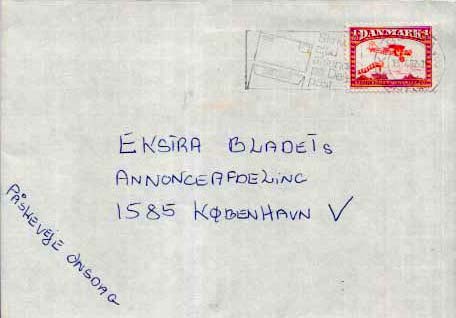 DANMARK
EKSTRA BLADETs
ANNONCEAFDELING
1585 KØBENHAVN V
PÅSKEVEJE ONSDAG